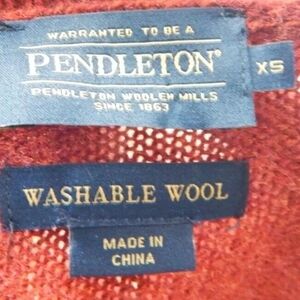 WARRANTED TO BE A
PENDLETON®
XS
PENDLETON WOOLEN MILLS
SINCE 1863
WASHABLE WOOL
MADE IN
CHINA